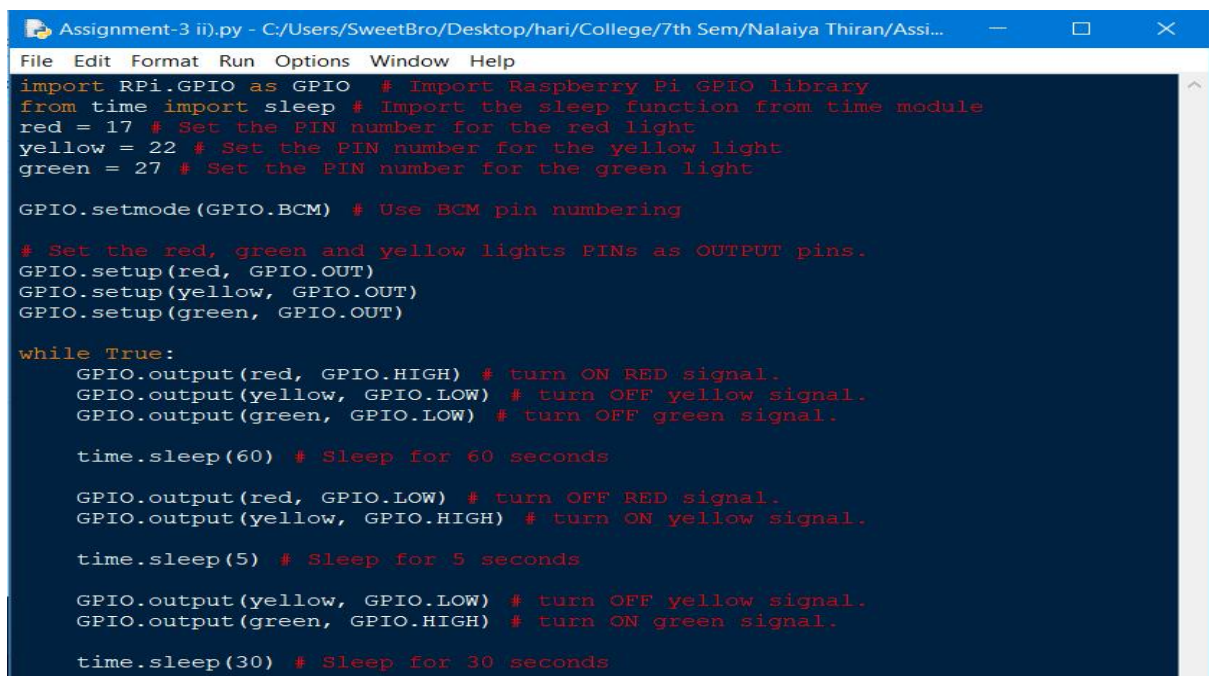 Assignment-3 ii).py - C:/Users/SweetBro/Desktop/hari/College/7th Sem/Nalaiya Thiran/Assi...
File Edit Format Run Options Window Help
import RPi.GPIO as GPIO  # Import Raspberry Pi GPIO library
from time import sleep # Import the sleep function from time module
red = 17 # Set the PIN number for the red light
yellow = 22 # Set the PIN number for the yellow light
green = 27 # Set the PIN number for the green light

GPIO.setmode(GPIO.BCM) # Use BCM pin numbering

# Set the red, green and yellow lights PINs as OUTPUT pins.
GPIO.setup(red, GPIO.OUT)
GPIO.setup(yellow, GPIO.OUT)
GPIO.setup(green, GPIO.OUT)

while True:
    GPIO.output(red, GPIO.HIGH) # turn ON RED signal.
    GPIO.output(yellow, GPIO.LOW) # turn OFF yellow signal.
    GPIO.output(green, GPIO.LOW) # turn OFF green signal.

    time.sleep(60) # Sleep for 60 seconds

    GPIO.output(red, GPIO.LOW) # turn OFF RED signal.
    GPIO.output(yellow, GPIO.HIGH) # turn ON yellow signal.

    time.sleep(5) # Sleep for 5 seconds

    GPIO.output(yellow, GPIO.LOW) # turn OFF yellow signal.
    GPIO.output(green, GPIO.HIGH) # turn ON green signal.

    time.sleep(30) # Sleep for 30 seconds